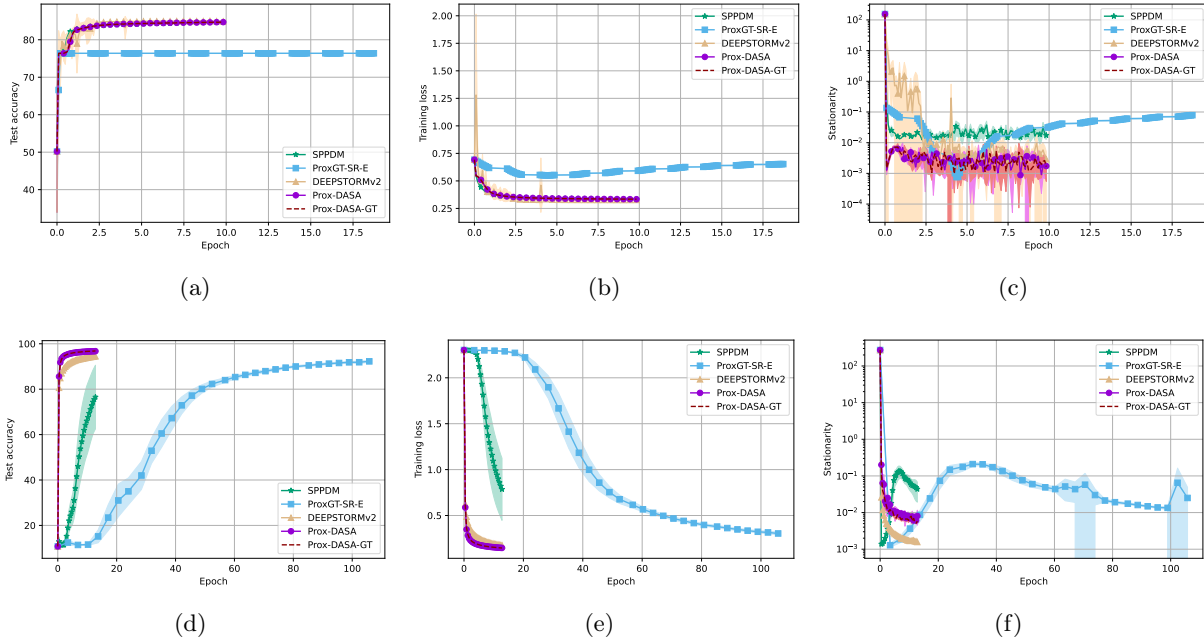 80
70
60
50
40
0.0 2.5 5.0 7.5 10.0 12.5 15.0 17.5
Epoch
Test accuracy
SPPDM
ProxGT-SR-E
DEEPSTORMv2
Prox-DASA
Prox-DASA-GT
(a)
2.00
1.75
1.50
1.25
1.00
0.75
0.50
0.25
0.0 2.5 5.0 7.5 10.0 12.5 15.0 17.5
Epoch
Training loss
SPPDM
ProxGT-SR-E
DEEPSTORMv2
Prox-DASA
Prox-DASA-GT
(b)
10²
10¹
10⁰
10⁻¹
10⁻²
10⁻³
10⁻⁴
0.0 2.5 5.0 7.5 10.0 12.5 15.0 17.5
Epoch
Stationarity
SPPDM
ProxGT-SR-E
DEEPSTORMv2
Prox-DASA
Prox-DASA-GT
(c)
100
80
60
40
20
0 20 40 60 80 100
Epoch
Test accuracy
SPPDM
ProxGT-SR-E
DEEPSTORMv2
Prox-DASA
Prox-DASA-GT
(d)
2.0
1.5
1.0
0.5
0 20 40 60 80 100
Epoch
Training loss
SPPDM
ProxGT-SR-E
DEEPSTORMv2
Prox-DASA
Prox-DASA-GT
(e)
10²
10¹
10⁰
10⁻¹
10⁻²
10⁻³
0 20 40 60 80 100
Epoch
Stationarity
SPPDM
ProxGT-SR-E
DEEPSTORMv2
Prox-DASA
Prox-DASA-GT
(f)